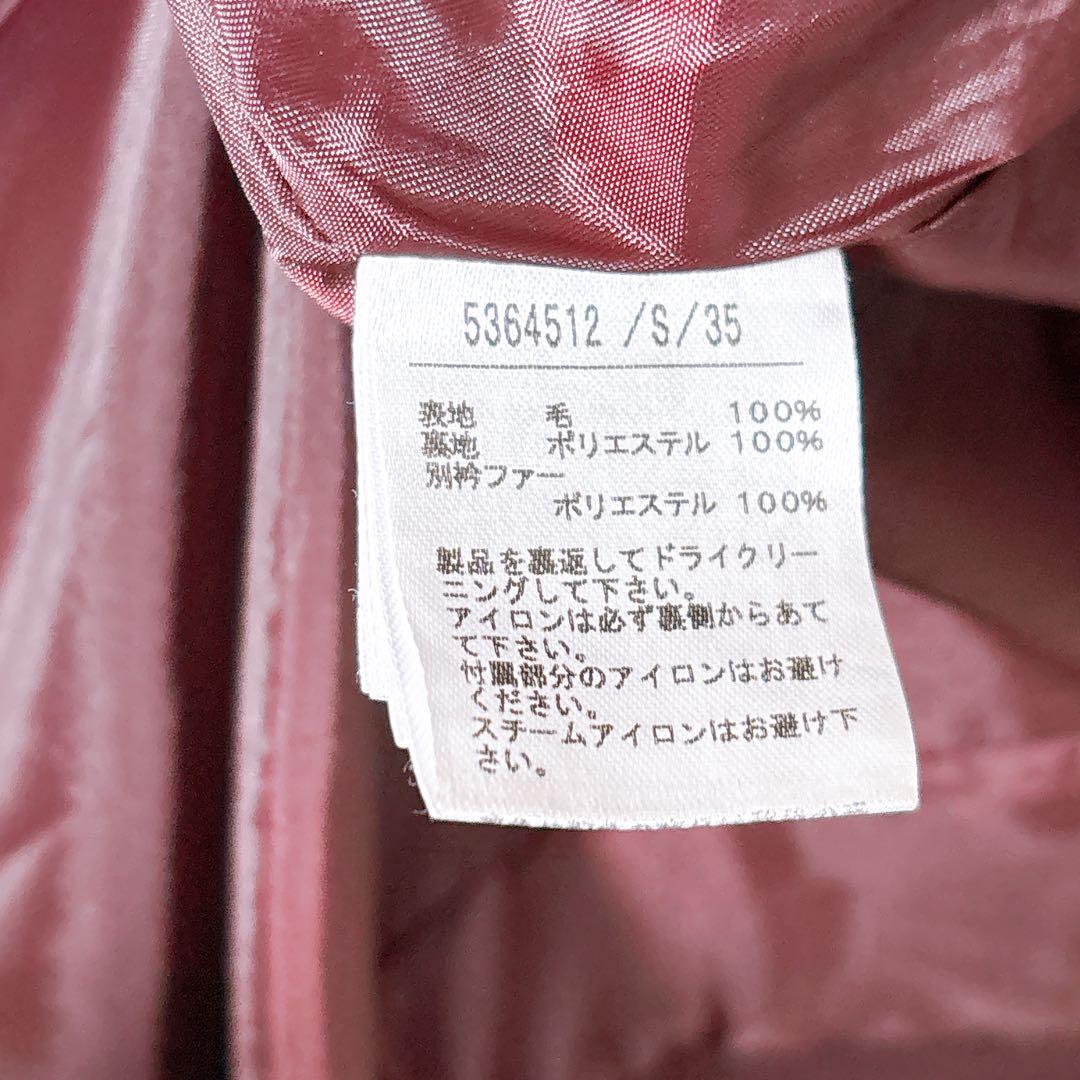 5364512 /S/35
表地 毛 100%
裏地 ポリエステル 100%
別衿ファー
ポリエステル 100%
製品を裏返してドライクリー
ニングして下さい。
アイロンは必ず裏側からあて
て下さい。
付属部分のアイロンはお避け
ください。
スチームアイロンはお避け下
さい。